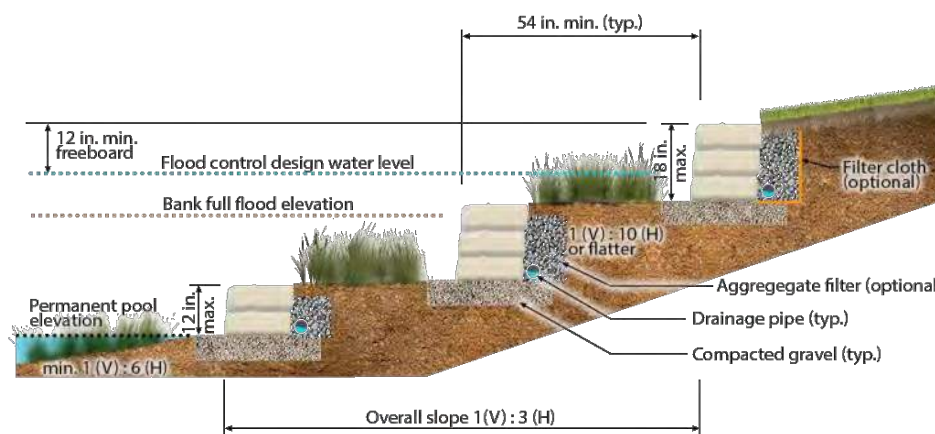 54 in. min. (typ.)
12 in. min.
freeboard
Flood control design water level
18 in.
max.
Filter cloth
(optional)
Bank full flood elevation
1 (V) : 10 (H)
or flatter
Aggregegate filter (optional
Permanent pool
elevation
12 in.
max.
Drainage pipe (typ.)
Compacted gravel (typ.)
min. 1 (V) : 6 (H)
Overall slope 1(V) : 3 (H)